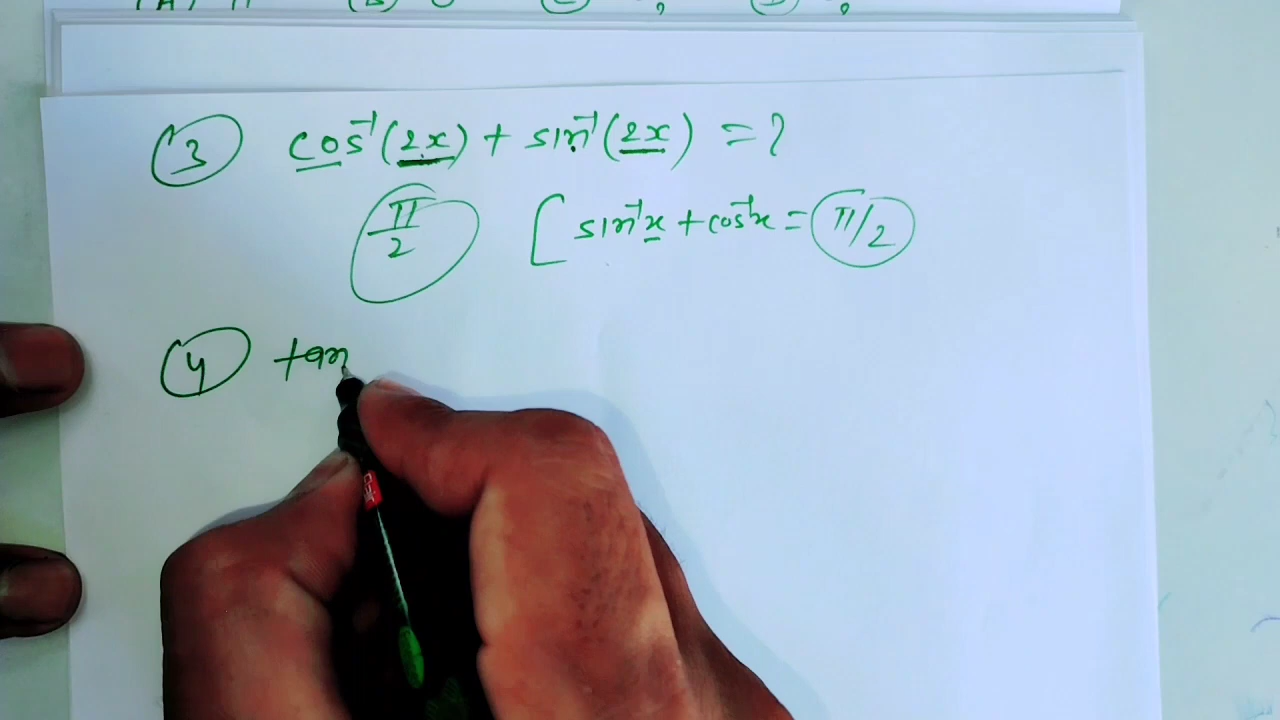 (3) cos⁻¹(2x) + sin⁻¹(2x) = ?
π/2 [ sin⁻¹x + cos⁻¹x = π/2
(4) tan